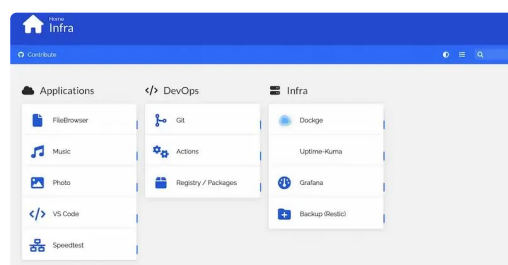 Home
Infra
Contribute
Applications
FileBrowser
Music
Photo
VS Code
Speedtest
DevOps
Git
Actions
Registry / Packages
Infra
Dockge
Uptime-Kuma
Grafana
Backup (Restic)